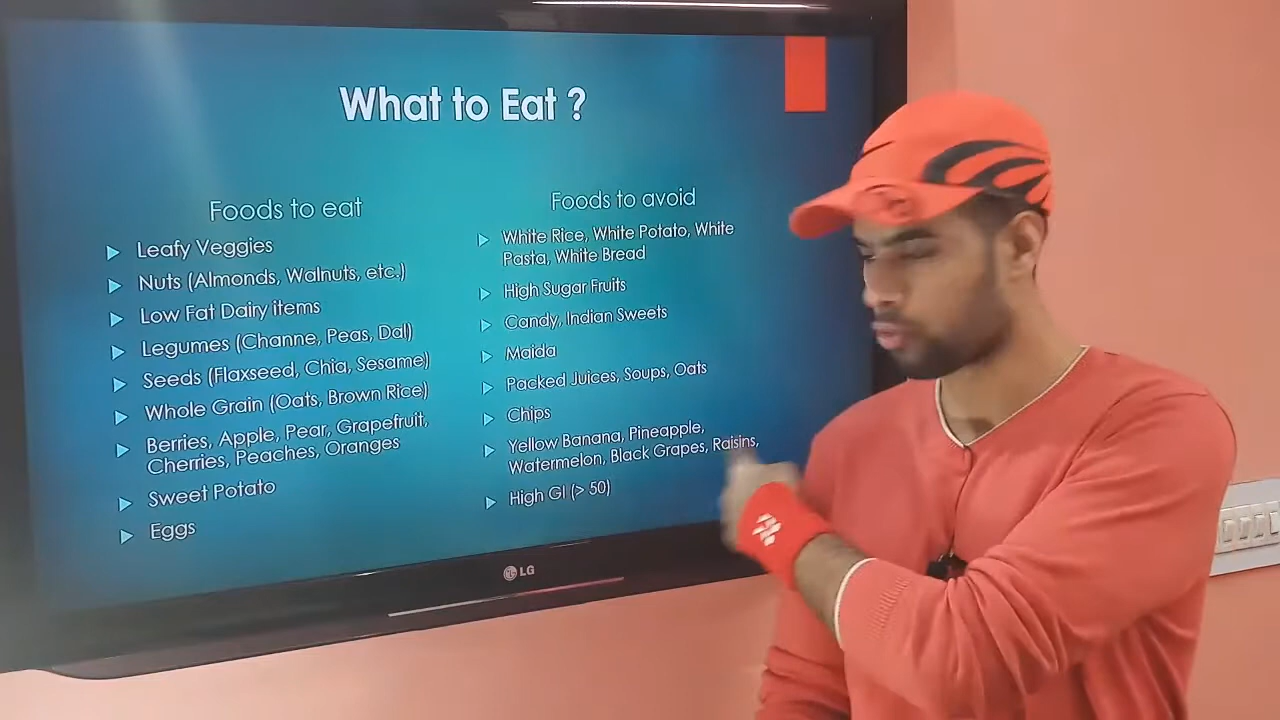 What to Eat ?
Foods to eat
Leafy Veggies
Nuts (Almonds, Walnuts, etc.)
Low Fat Dairy items
Legumes (Channe, Peas, Dal)
Seeds (Flaxseed, Chia, Sesame)
Whole Grain (Oats, Brown Rice)
Berries, Apple, Pear, Grapefruit,
Cherries, Peaches, Oranges
Sweet Potato
Eggs
Foods to avoid
White Rice, White Potato, White
Pasta, White Bread
High Sugar Fruits
Candy, Indian Sweets
Maida
Packed Juices, Soups, Oats
Chips
Yellow Banana, Pineapple,
Watermelon, Black Grapes, Raisins,
High GI (> 50)
LG